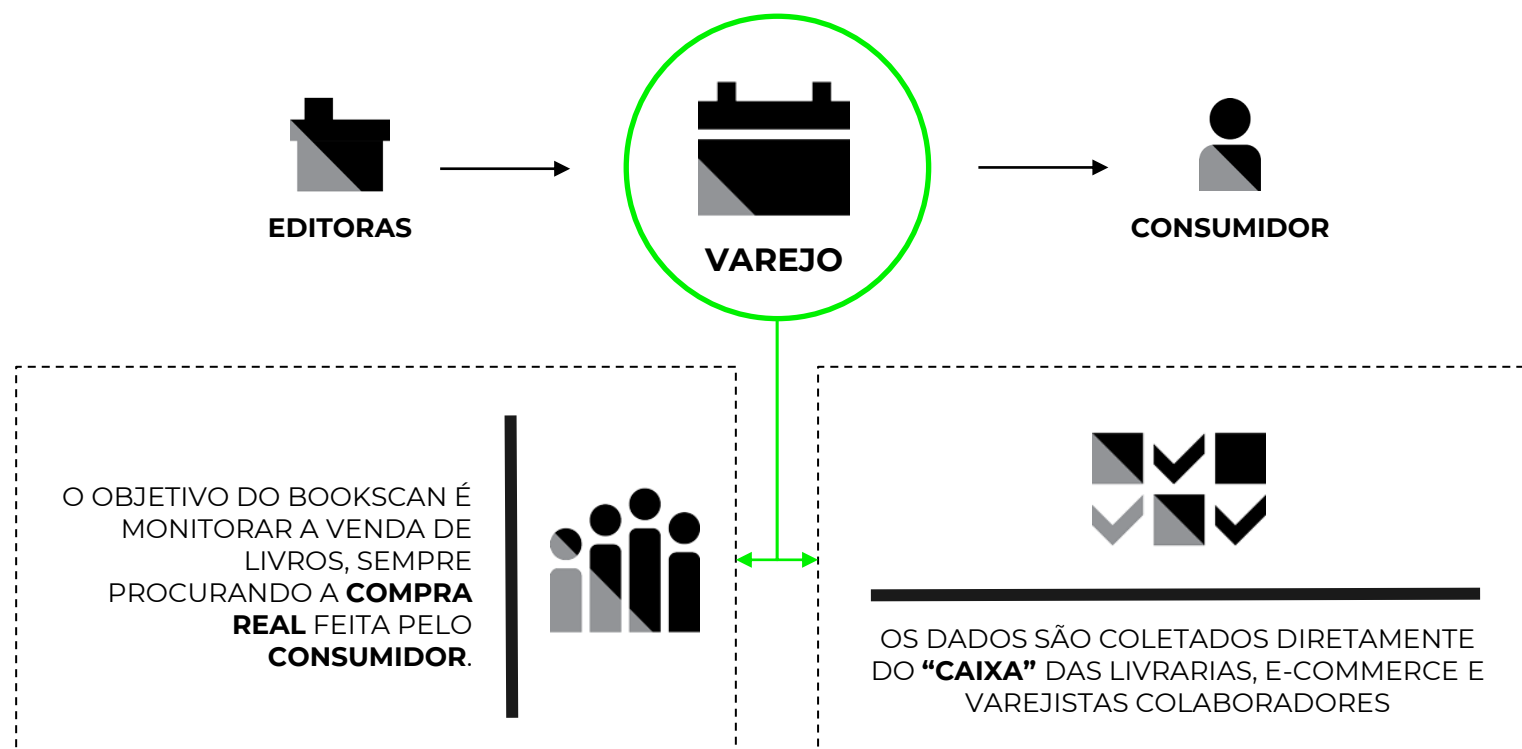 EDITORAS
VAREJO
CONSUMIDOR
O OBJETIVO DO BOOKSCAN É
MONITORAR A VENDA DE
LIVROS, SEMPRE
PROCURANDO A COMPRA
REAL FEITA PELO
CONSUMIDOR.
OS DADOS SÃO COLETADOS DIRETAMENTE
DO “CAIXA” DAS LIVRARIAS, E-COMMERCE E
VAREJISTAS COLABORADORES